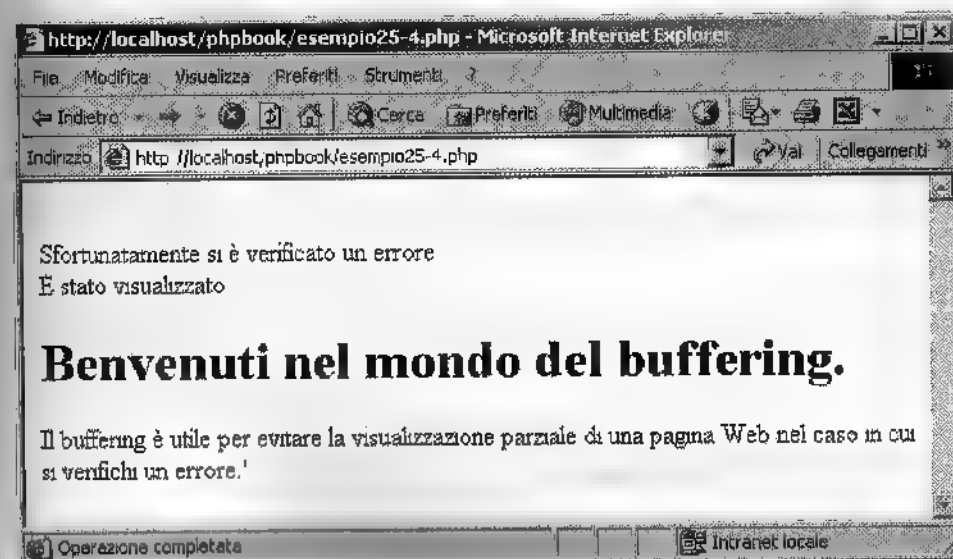 http://localhost/phpbook/esempio25-4.php - Microsoft Internet Explorer
File Modifica Visualizza Preferiti Strumenti ?
Indietro Cerca Preferiti Multimedia
Indirizzo http //localhost/phpbook/esempio25-4.php Vai Collegamenti »
Sfortunatamente si è verificato un errore
È stato visualizzato
Benvenuti nel mondo del buffering.
Il buffering è utile per evitare la visualizzazione parziale di una pagina Web nel caso in cui
si verifichi un errore.'
Operazione completata Intranet locale